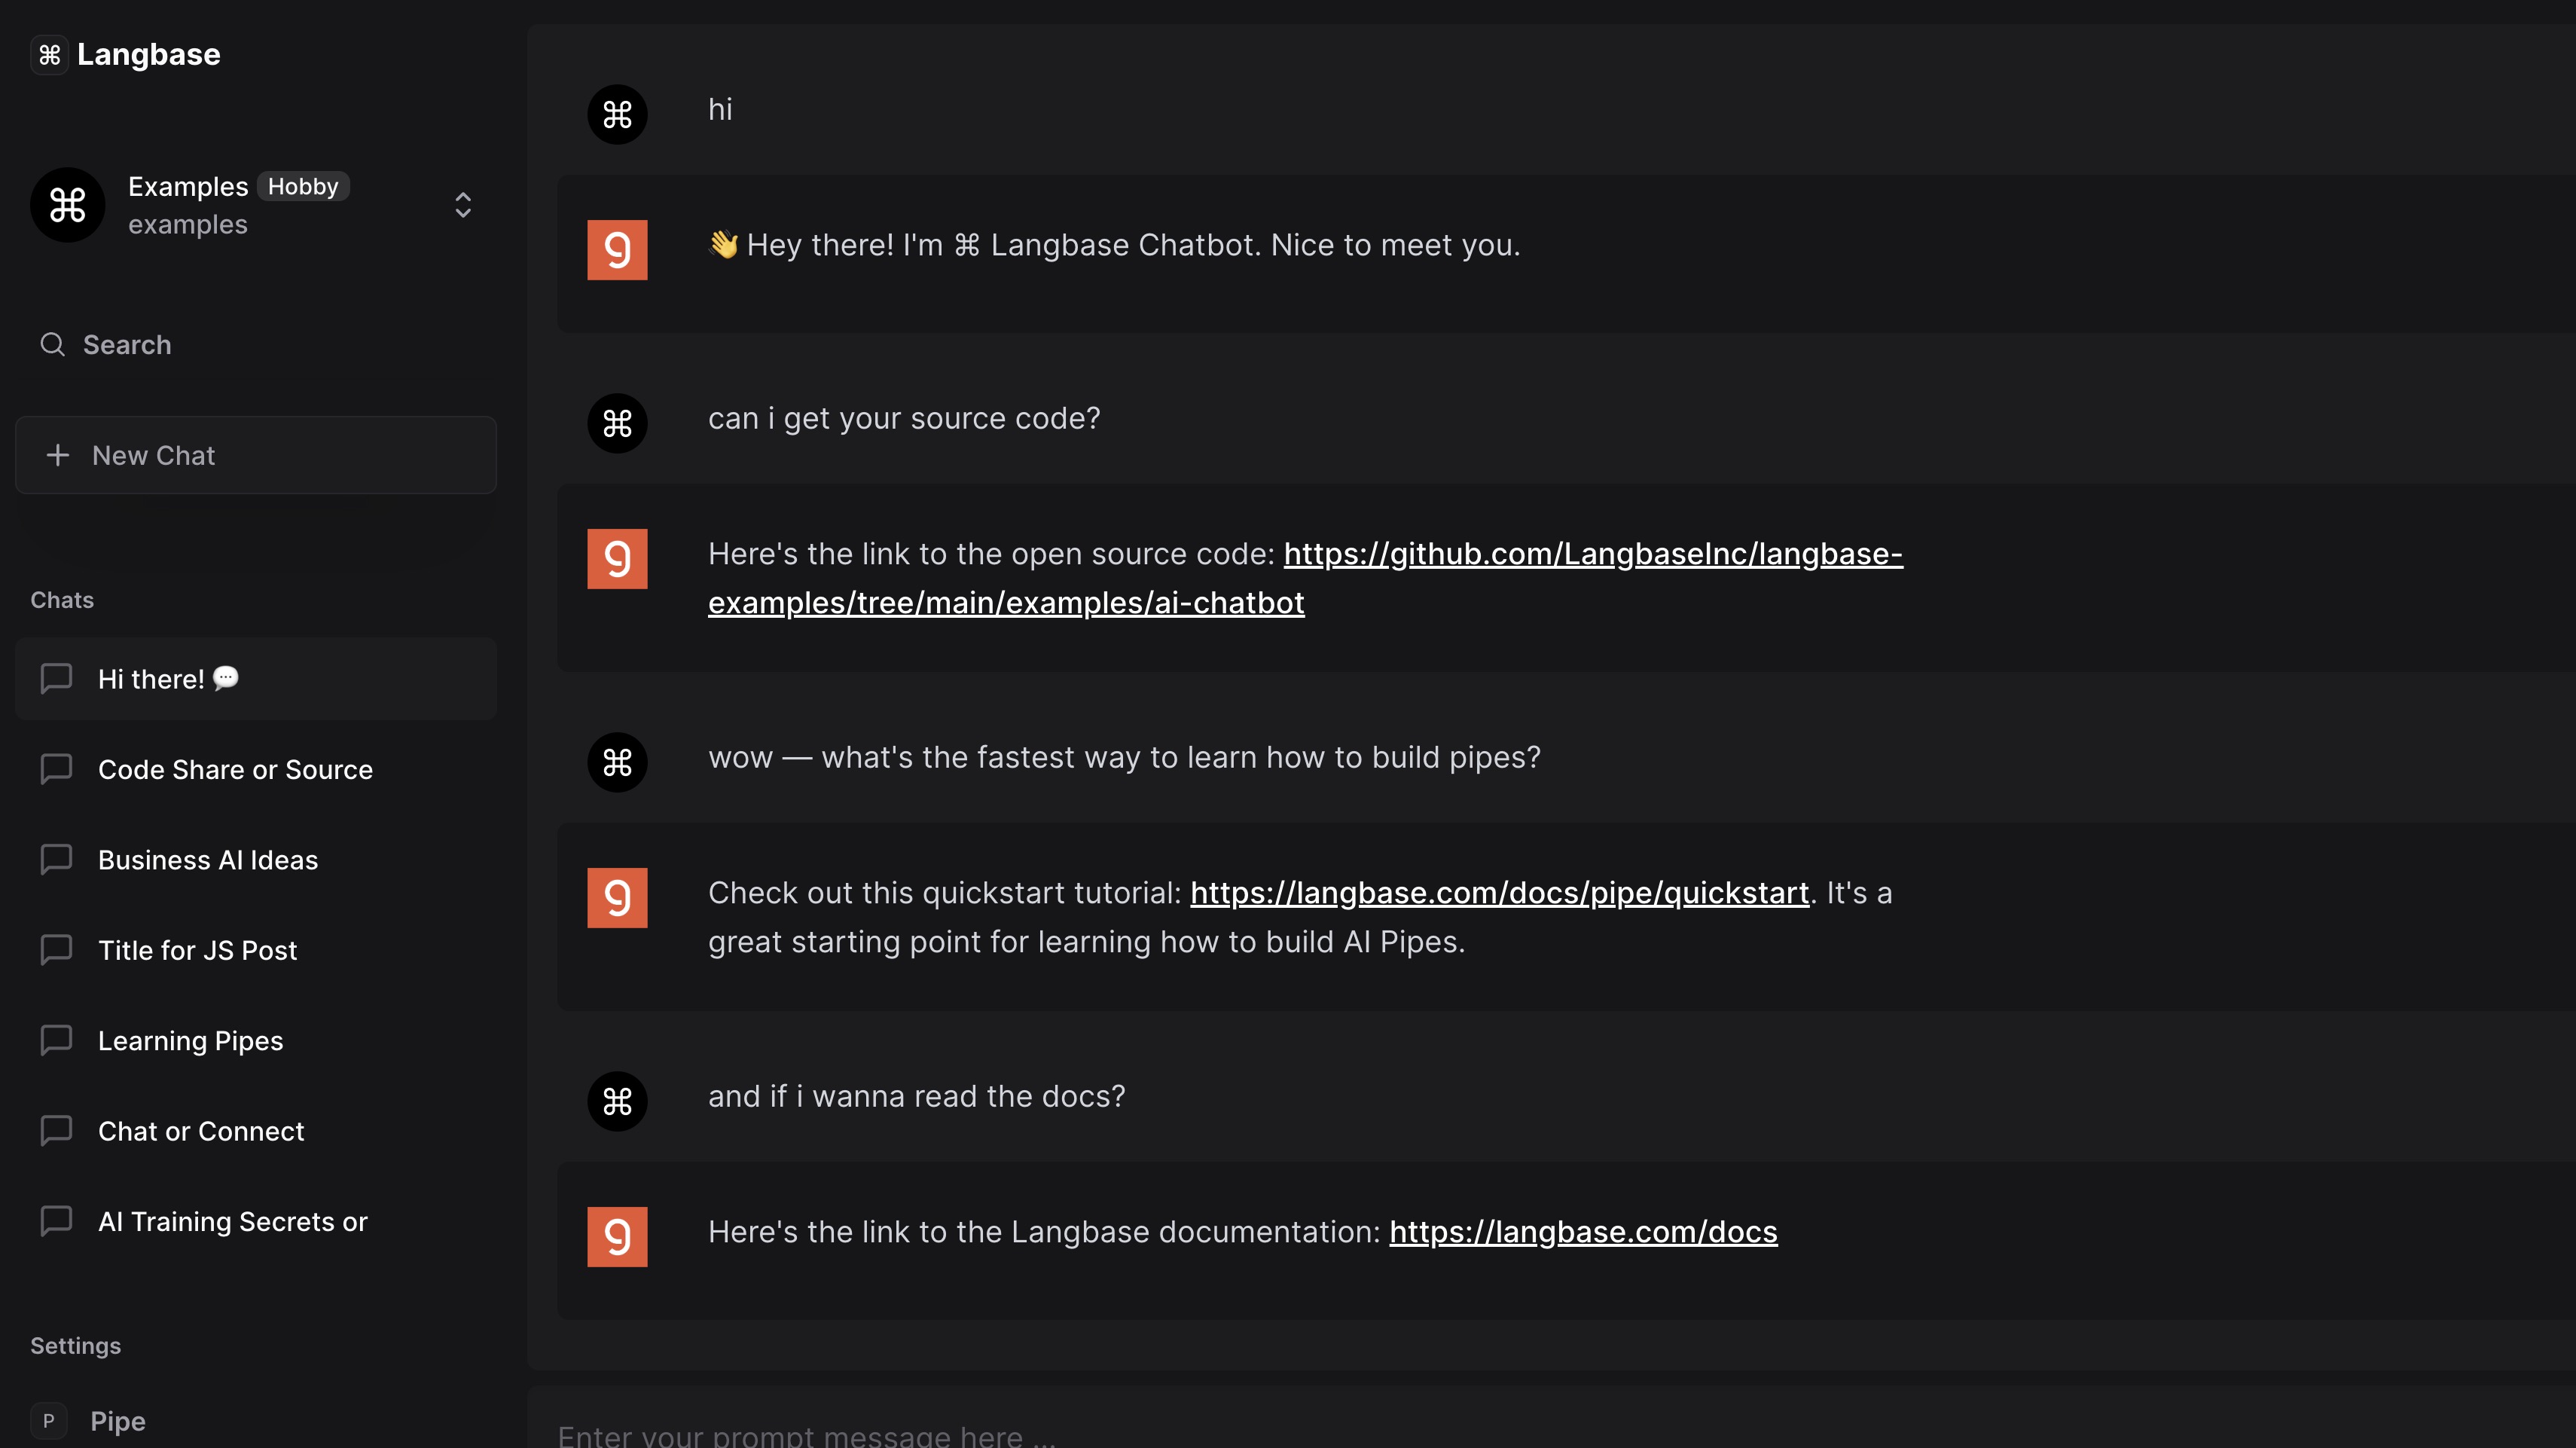 ⌘ Langbase
Examples Hobby
examples
Search
New Chat
Chats
Hi there! 💬
Code Share or Source
Business AI Ideas
Title for JS Post
Learning Pipes
Chat or Connect
AI Training Secrets or
Settings
P Pipe
hi
👋 Hey there! I'm ⌘ Langbase Chatbot. Nice to meet you.
can i get your source code?
Here's the link to the open source code: https://github.com/LangbaseInc/langbase-
examples/tree/main/examples/ai-chatbot
wow — what's the fastest way to learn how to build pipes?
Check out this quickstart tutorial: https://langbase.com/docs/pipe/quickstart. It's a
great starting point for learning how to build AI Pipes.
and if i wanna read the docs?
Here's the link to the Langbase documentation: https://langbase.com/docs
Enter your prompt message here ...